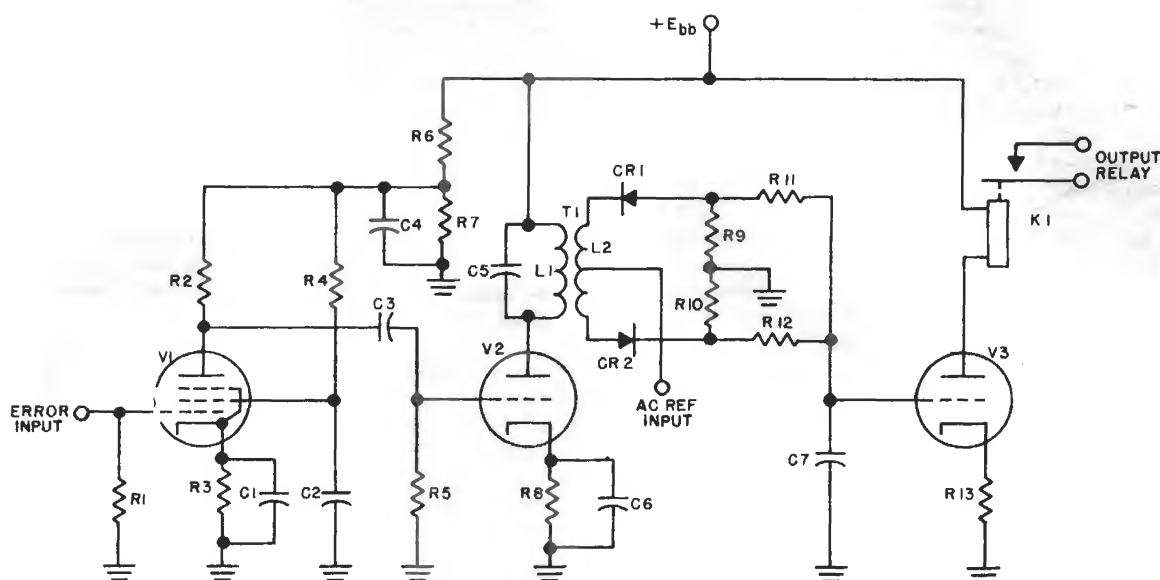 +Ebb
R6
CR1
R11
OUTPUT
RELAY
C4
R7
T1
K1
R2
R4
C5
L1
L2
R9
C3
R10
R12
V1
V2
CR2
V3
ERROR
INPUT
AC REF
INPUT
C7
R1
R3
C1
C2
R5
R8
C6
R13